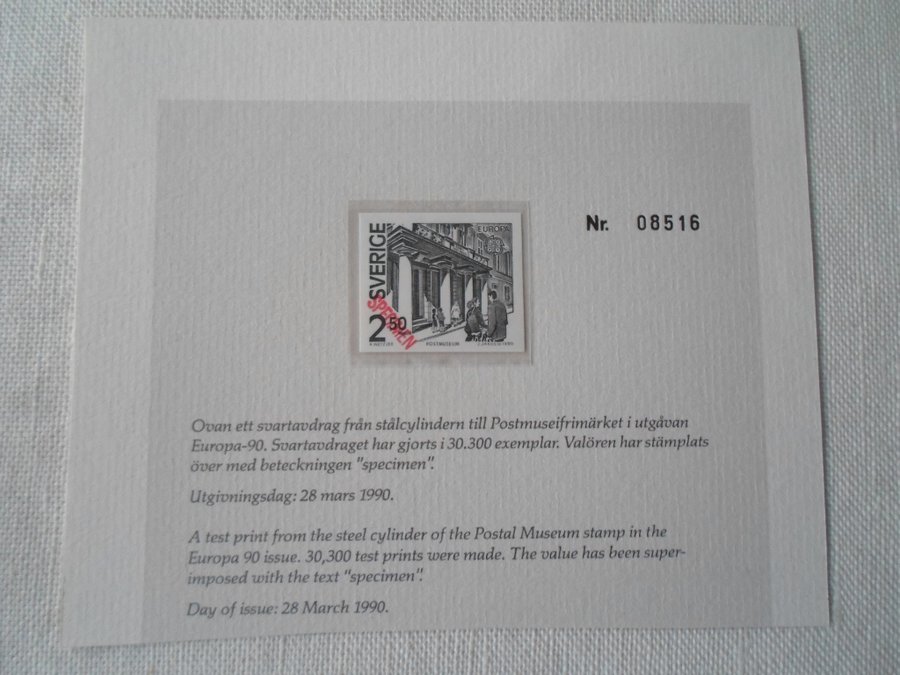 Nr. 08516
SVERIGE
EUROPA
SPECIMEN
2 50
POSTMUSEUM
Ovan ett svartavdrag från stålcylindern till Postmuseifrimärket i utgåvan
Europa-90. Svartavdraget har gjorts i 30.300 exemplar. Valören har stämplats
över med beteckningen "specimen".
Utgivningsdag: 28 mars 1990.
A test print from the steel cylinder of the Postal Museum stamp in the
Europa 90 issue. 30,300 test prints were made. The value has been super-
imposed with the text "specimen".
Day of issue: 28 March 1990.